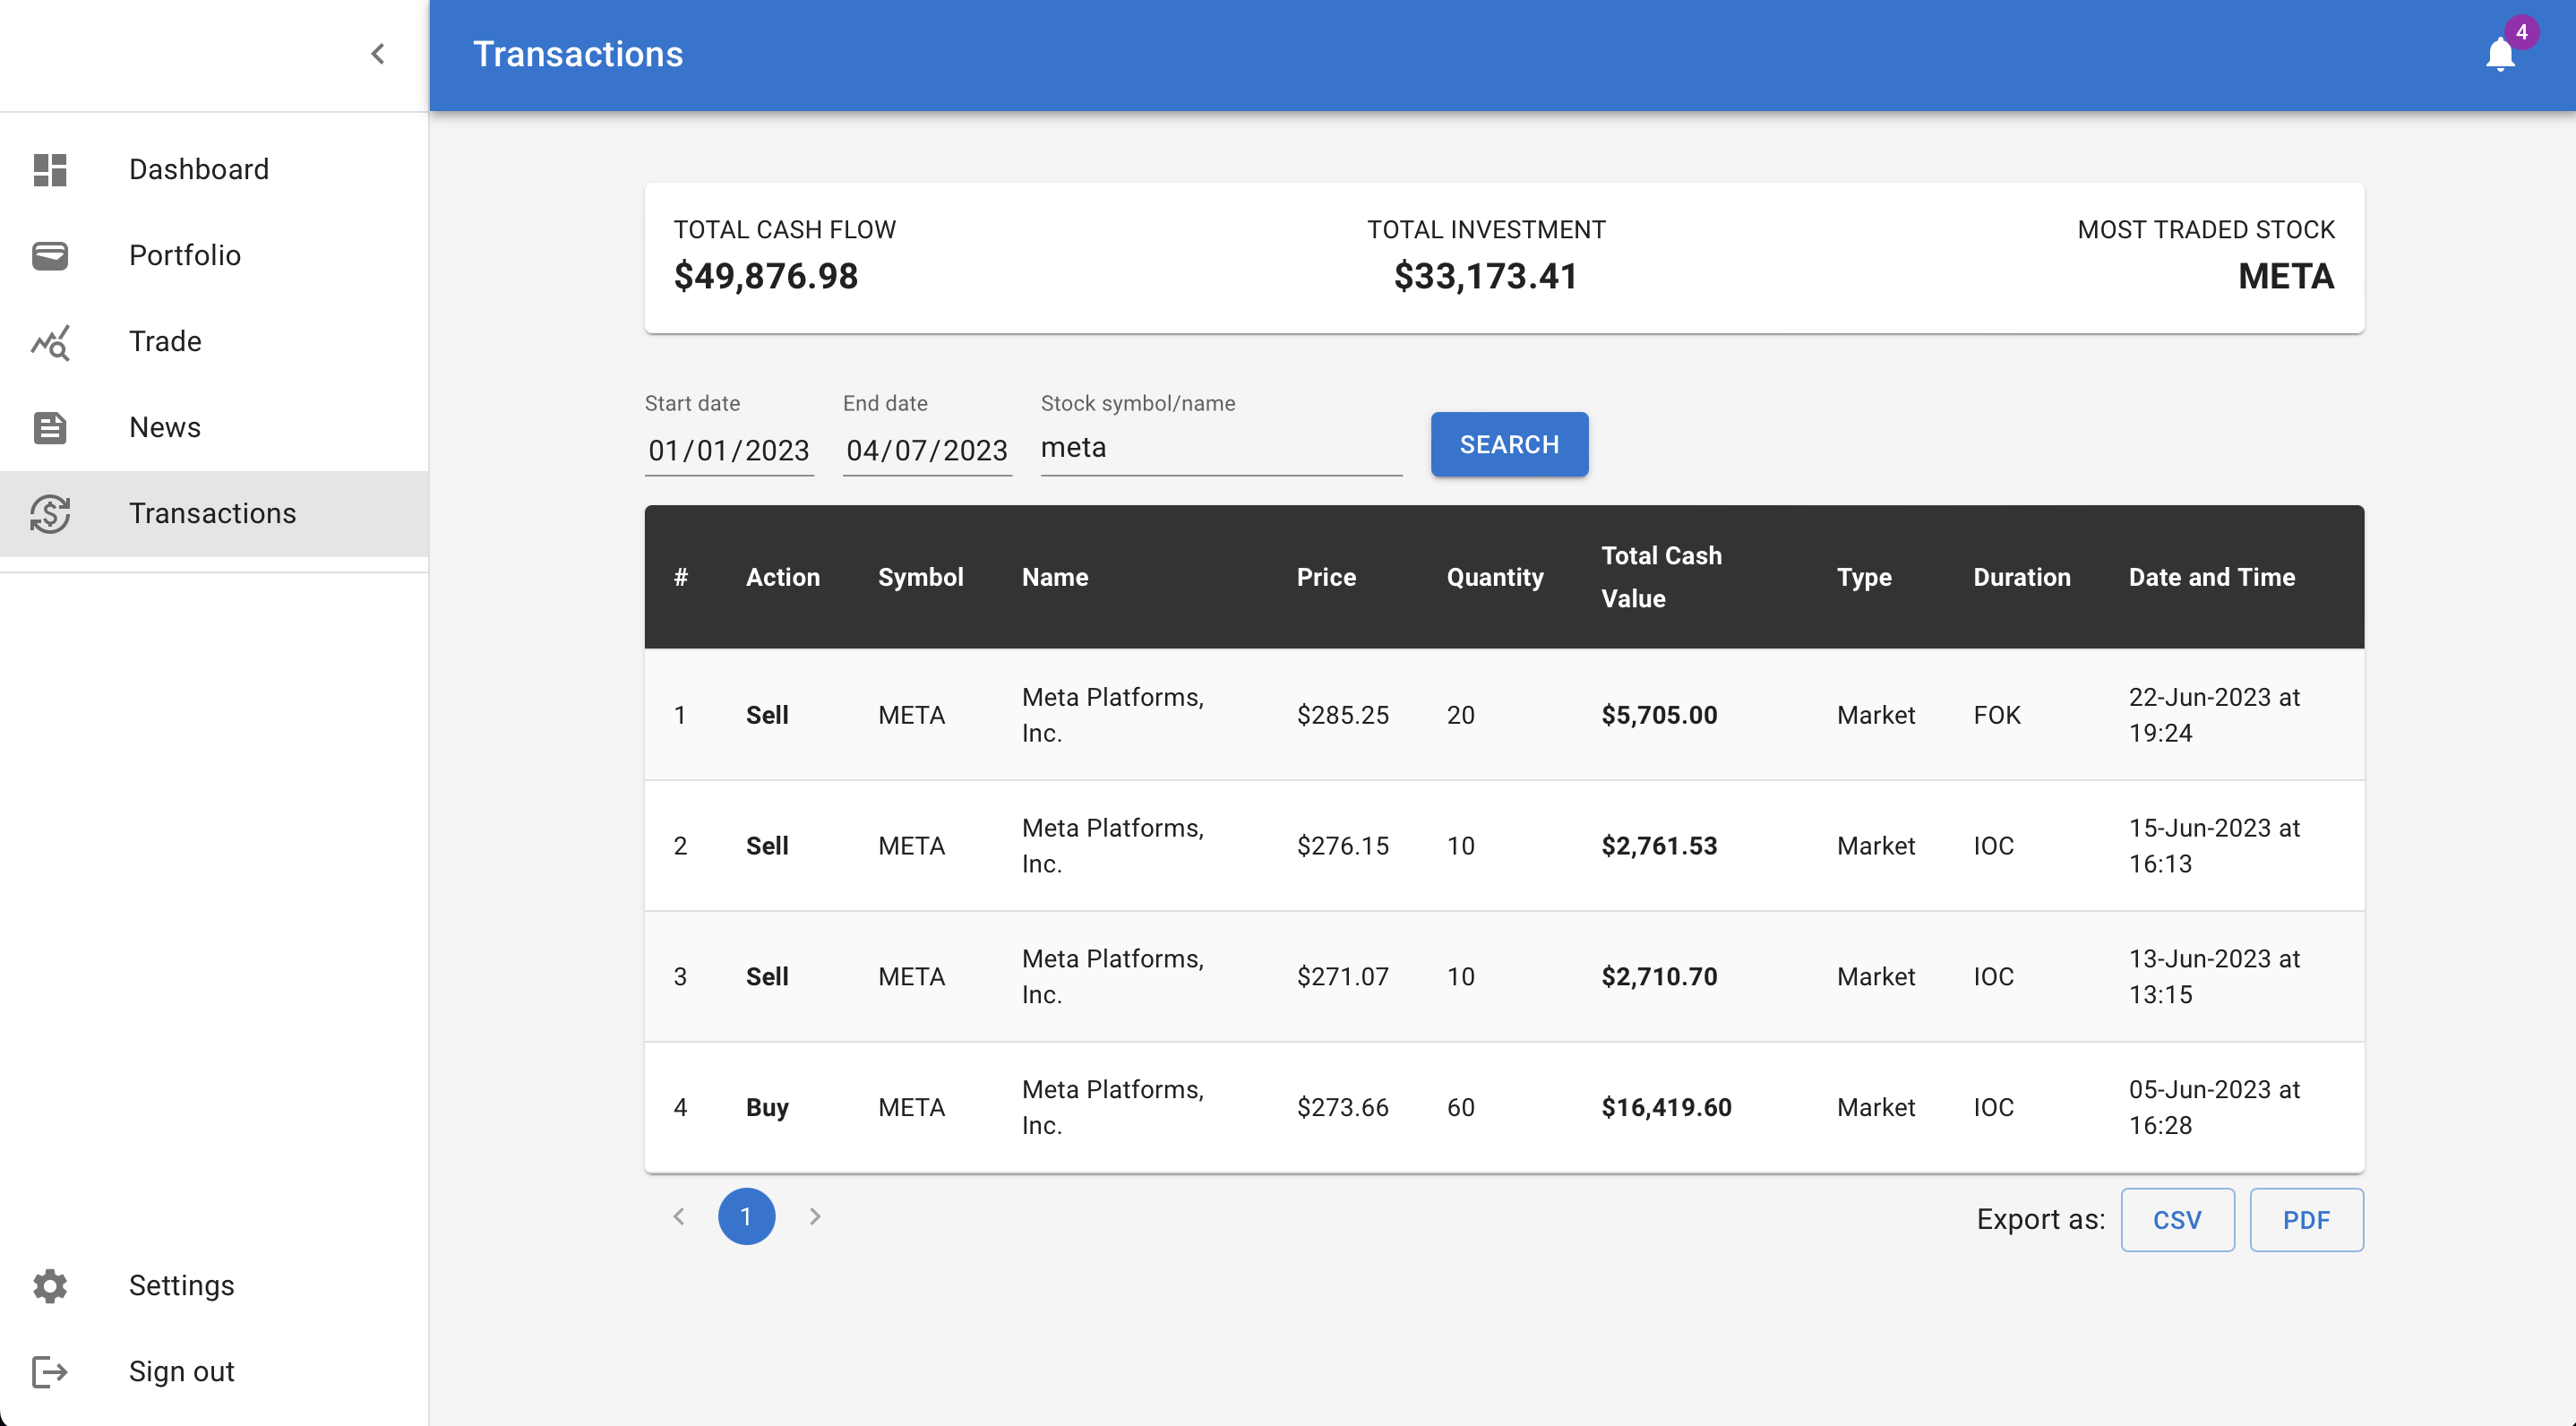 Transactions
4
Dashboard
Portfolio
Trade
News
Transactions
Settings
Sign out
TOTAL CASH FLOW
$49,876.98
TOTAL INVESTMENT
$33,173.41
MOST TRADED STOCK
META
Start date
01/01/2023
End date
04/07/2023
Stock symbol/name
meta
SEARCH
# Action Symbol Name Price Quantity Total Cash Value Type Duration Date and Time
1 Sell META Meta Platforms, Inc. $285.25 20 $5,705.00 Market FOK 22-Jun-2023 at 19:24
2 Sell META Meta Platforms, Inc. $276.15 10 $2,761.53 Market IOC 15-Jun-2023 at 16:13
3 Sell META Meta Platforms, Inc. $271.07 10 $2,710.70 Market IOC 13-Jun-2023 at 13:15
4 Buy META Meta Platforms, Inc. $273.66 60 $16,419.60 Market IOC 05-Jun-2023 at 16:28
1
Export as: CSV PDF